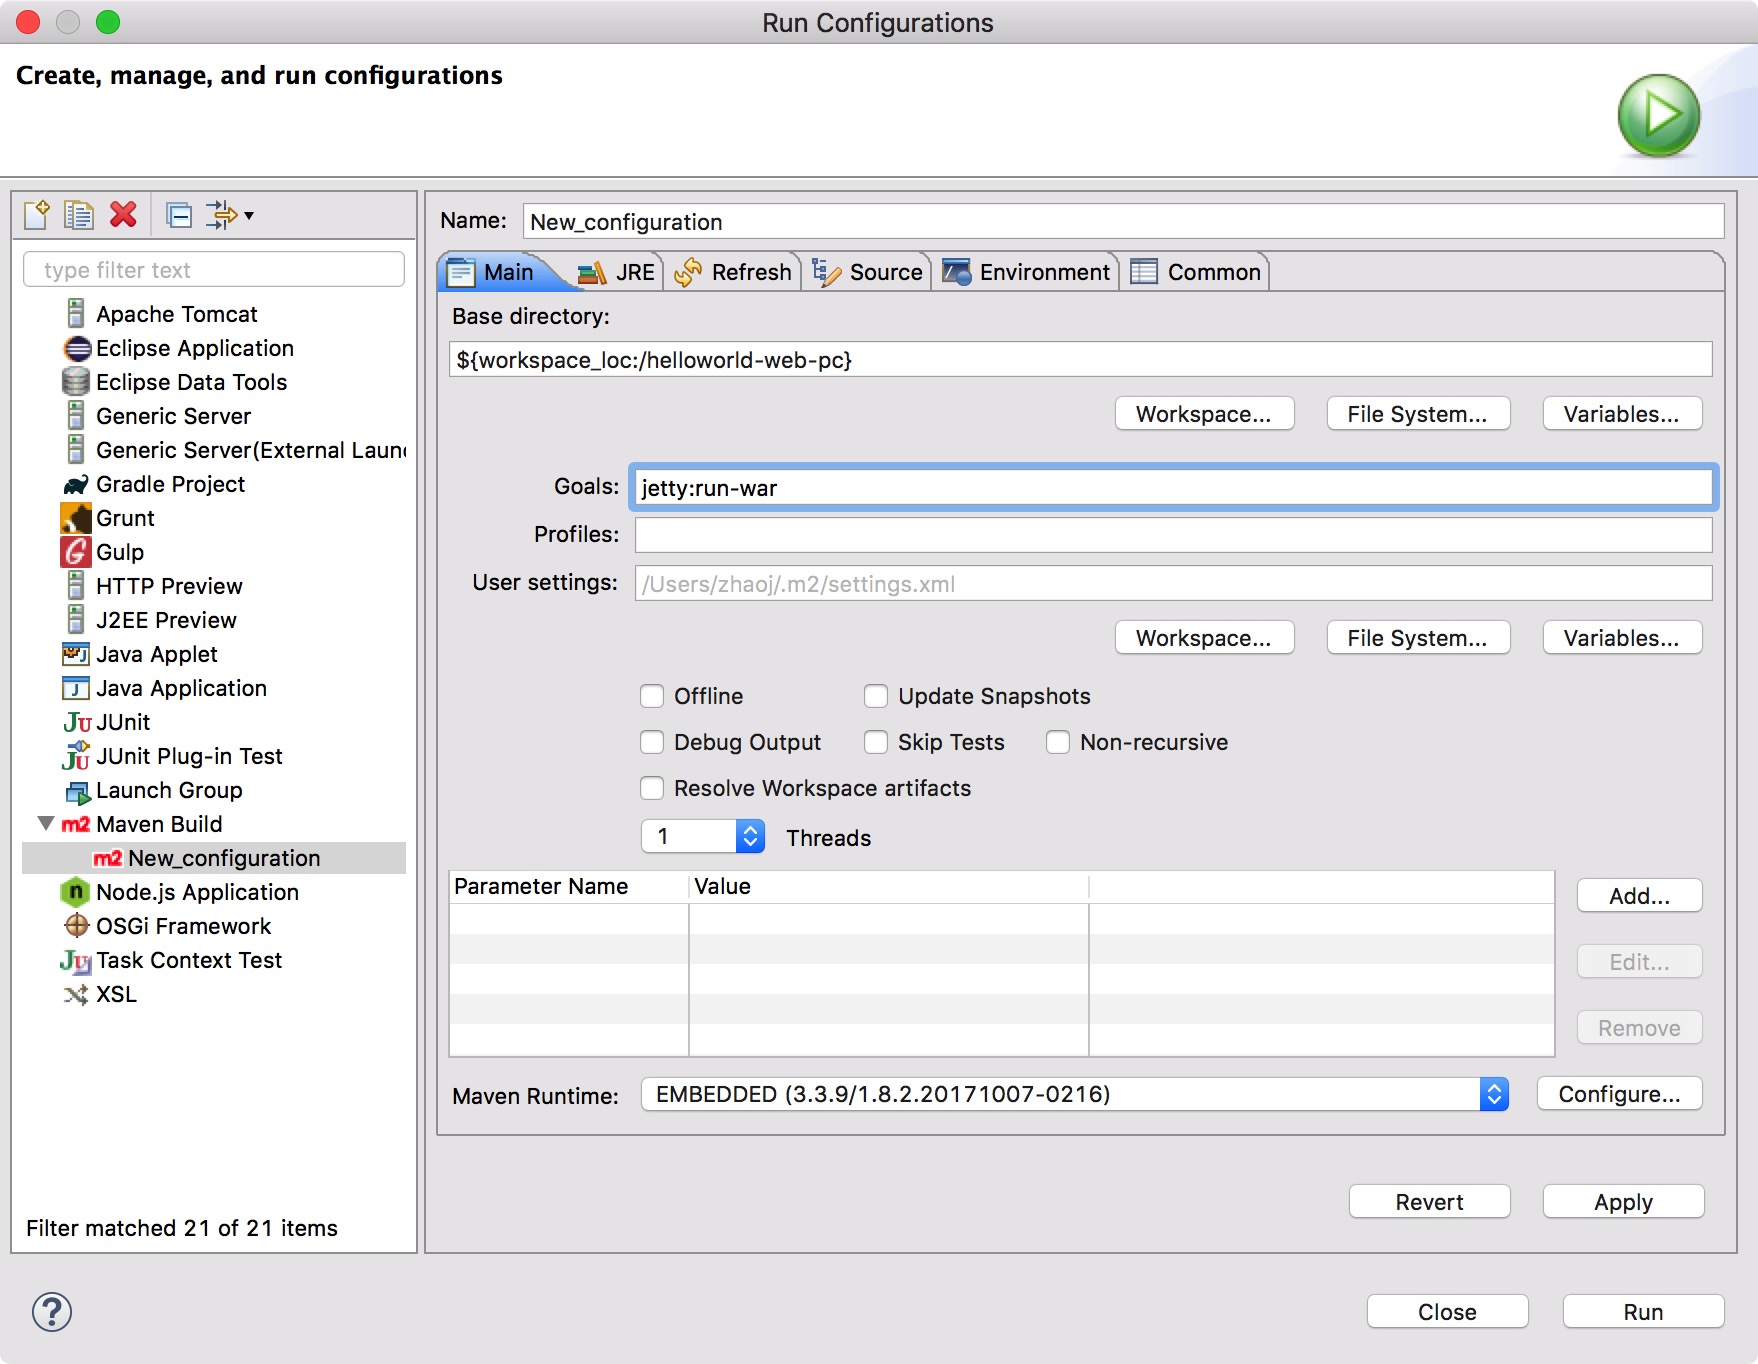 Run Configurations
Create, manage, and run configurations
type filter text
Apache Tomcat
Eclipse Application
Eclipse Data Tools
Generic Server
Generic Server(External Laun
Gradle Project
Grunt
Gulp
HTTP Preview
J2EE Preview
Java Applet
Java Application
JUnit
JUnit Plug-in Test
Launch Group
m2 Maven Build
m2 New_configuration
Node.js Application
OSGi Framework
Task Context Test
XSL
Filter matched 21 of 21 items
Name: New_configuration
Main JRE Refresh Source Environment Common
Base directory:
${workspace_loc:/helloworld-web-pc}
Workspace... File System... Variables...
Goals: jetty:run-war
Profiles:
User settings: /Users/zhaoj/.m2/settings.xml
Workspace... File System... Variables...
Offline Update Snapshots
Debug Output Skip Tests Non-recursive
Resolve Workspace artifacts
1 Threads
Parameter Name Value
Add...
Edit...
Remove
Maven Runtime: EMBEDDED (3.3.9/1.8.2.20171007-0216) Configure...
Revert Apply
? Close Run